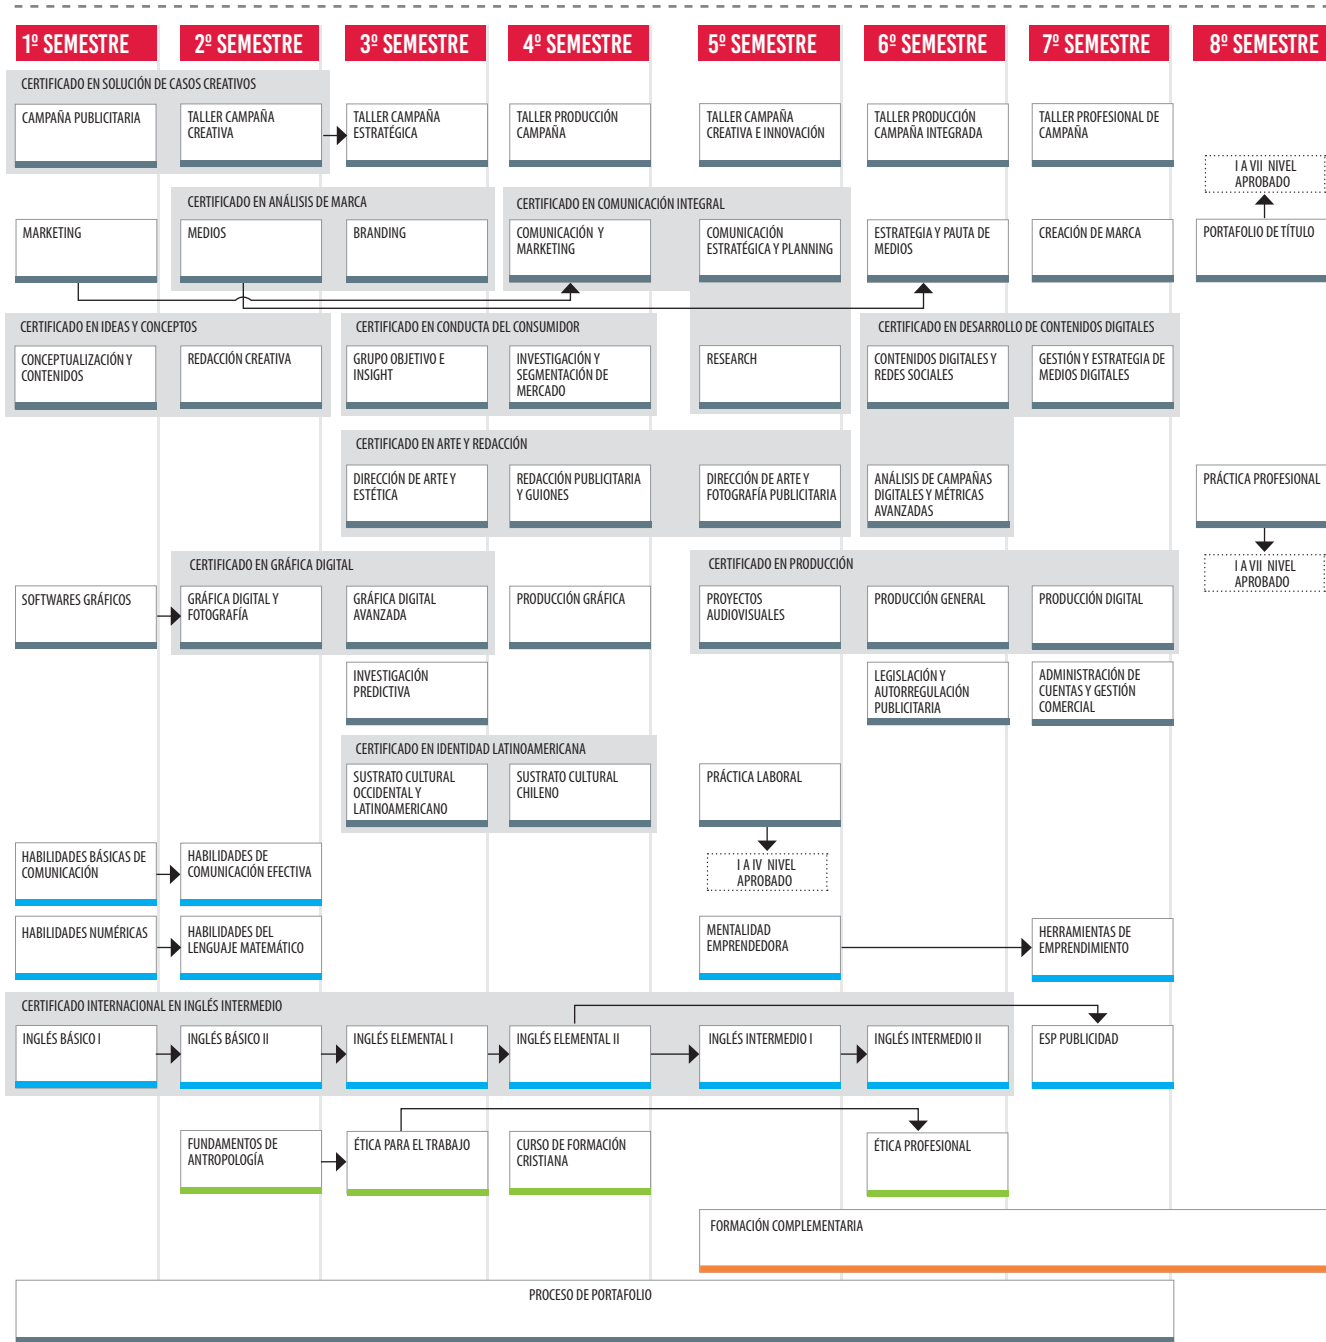 1º SEMESTRE
2º SEMESTRE
3º SEMESTRE
4º SEMESTRE
5º SEMESTRE
6º SEMESTRE
7º SEMESTRE
8º SEMESTRE
CERTIFICADO EN SOLUCIÓN DE CASOS CREATIVOS
CAMPAÑA PUBLICITARIA
TALLER CAMPAÑA
CREATIVA
TALLER CAMPAÑA
ESTRATÉGICA
TALLER PRODUCCIÓN
CAMPAÑA
TALLER CAMPAÑA
CREATIVA E INNOVACIÓN
TALLER PRODUCCIÓN
CAMPAÑA INTEGRADA
TALLER PROFESIONAL DE
CAMPAÑA
I A VII NIVEL
APROBADO
CERTIFICADO EN ANÁLISIS DE MARCA
CERTIFICADO EN COMUNICACIÓN INTEGRAL
MARKETING
MEDIOS
BRANDING
COMUNICACIÓN Y
MARKETING
COMUNICACIÓN
ESTRATÉGICA Y PLANNING
ESTRATEGIA Y PAUTA DE
MEDIOS
CREACIÓN DE MARCA
PORTAFOLIO DE TÍTULO
CERTIFICADO EN IDEAS Y CONCEPTOS
CERTIFICADO EN CONDUCTA DEL CONSUMIDOR
CERTIFICADO EN DESARROLLO DE CONTENIDOS DIGITALES
CONCEPTUALIZACIÓN Y
CONTENIDOS
REDACCIÓN CREATIVA
GRUPO OBJETIVO E
INSIGHT
INVESTIGACIÓN Y
SEGMENTACIÓN DE
MERCADO
RESEARCH
CONTENIDOS DIGITALES Y
REDES SOCIALES
GESTIÓN Y ESTRATEGIA DE
MEDIOS DIGITALES
CERTIFICADO EN ARTE Y REDACCIÓN
DIRECCIÓN DE ARTE Y
ESTÉTICA
REDACCIÓN PUBLICITARIA
Y GUIONES
DIRECCIÓN DE ARTE Y
FOTOGRAFÍA PUBLICITARIA
ANÁLISIS DE CAMPAÑAS
DIGITALES Y MÉTRICAS
AVANZADAS
PRÁCTICA PROFESIONAL
I A VII NIVEL
APROBADO
CERTIFICADO EN GRÁFICA DIGITAL
CERTIFICADO EN PRODUCCIÓN
SOFTWARES GRÁFICOS
GRÁFICA DIGITAL Y
FOTOGRAFÍA
GRÁFICA DIGITAL
AVANZADA
PRODUCCIÓN GRÁFICA
PROYECTOS
AUDIOVISUALES
PRODUCCIÓN GENERAL
PRODUCCIÓN DIGITAL
INVESTIGACIÓN
PREDICTIVA
LEGISLACIÓN Y
AUTORREGULACIÓN
PUBLICITARIA
ADMINISTRACIÓN DE
CUENTAS Y GESTIÓN
COMERCIAL
CERTIFICADO EN IDENTIDAD LATINOAMERICANA
SUSTRATO CULTURAL
OCCIDENTAL Y
LATINOAMERICANO
SUSTRATO CULTURAL
CHILENO
PRÁCTICA LABORAL
I A IV NIVEL
APROBADO
HABILIDADES BÁSICAS DE
COMUNICACIÓN
HABILIDADES DE
COMUNICACIÓN EFECTIVA
HABILIDADES NUMÉRICAS
HABILIDADES DEL
LENGUAJE MATEMÁTICO
MENTALIDAD
EMPRENDEDORA
HERRAMIENTAS DE
EMPRENDIMIENTO
CERTIFICADO INTERNACIONAL EN INGLÉS INTERMEDIO
INGLÉS BÁSICO I
INGLÉS BÁSICO II
INGLÉS ELEMENTAL I
INGLÉS ELEMENTAL II
INGLÉS INTERMEDIO I
INGLÉS INTERMEDIO II
ESP PUBLICIDAD
FUNDAMENTOS DE
ANTROPOLOGÍA
ÉTICA PARA EL TRABAJO
CURSO DE FORMACIÓN
CRISTIANA
ÉTICA PROFESIONAL
FORMACIÓN COMPLEMENTARIA
PROCESO DE PORTAFOLIO